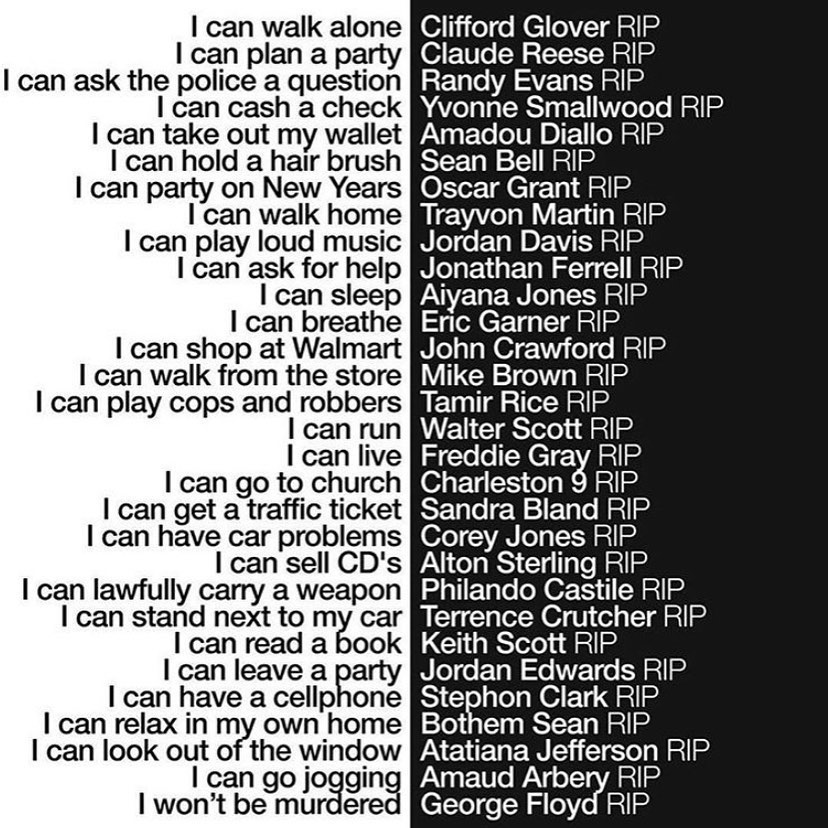 I can walk alone Clifford Glover RIP
I can plan a party Claude Reese RIP
I can ask the police a question Randy Evans RIP
I can cash a check Yvonne Smallwood RIP
I can take out my wallet Amadou Diallo RIP
I can hold a hair brush Sean Bell RIP
I can party on New Years Oscar Grant RIP
I can walk home Trayvon Martin RIP
I can play loud music Jordan Davis RIP
I can ask for help Jonathan Ferrell RIP
I can sleep Aiyana Jones RIP
I can breathe Eric Garner RIP
I can shop at Walmart John Crawford RIP
I can walk from the store Mike Brown RIP
I can play cops and robbers Tamir Rice RIP
I can run Walter Scott RIP
I can live Freddie Gray RIP
I can go to church Charleston 9 RIP
I can get a traffic ticket Sandra Bland RIP
I can have car problems Corey Jones RIP
I can sell CD's Alton Sterling RIP
I can lawfully carry a weapon Philando Castile RIP
I can stand next to my car Terrence Crutcher RIP
I can read a book Keith Scott RIP
I can leave a party Jordan Edwards RIP
I can have a cellphone Stephon Clark RIP
I can relax in my own home Bothem Sean RIP
I can look out of the window Atatiana Jefferson RIP
I can go jogging Amaud Arbery RIP
I won't be murdered George Floyd RIP